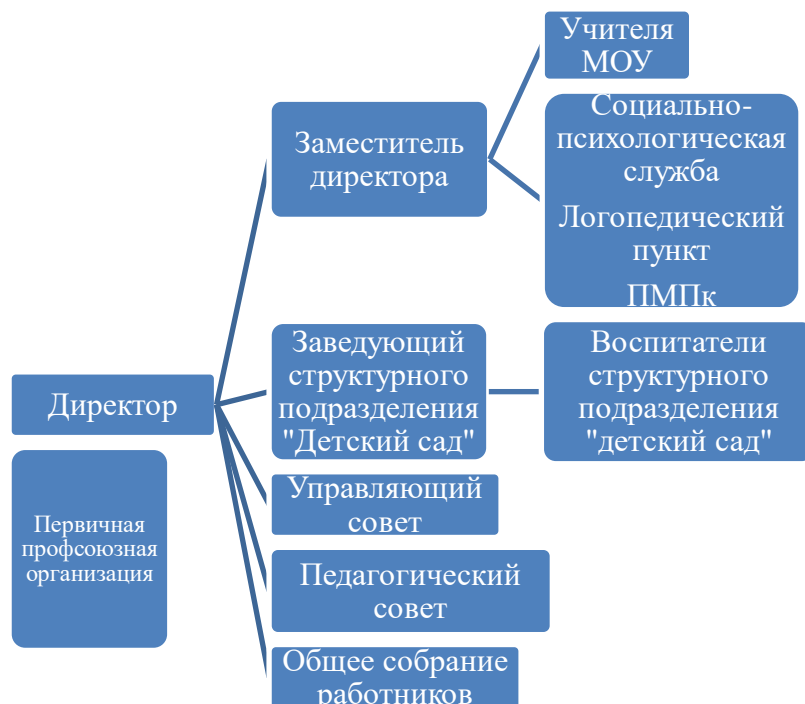 Учителя
МОУ
Социально-
психологическая
служба
Логопедический
пункт
ПМПк
Заместитель
директора
Заведующий
структурного
подразделения
"Детский сад"
Воспитатели
структурного
подразделения
"детский сад"
Директор
Первичная
профсоюзная
организация
Управляющий
совет
Педагогический
совет
Общее собрание
работников